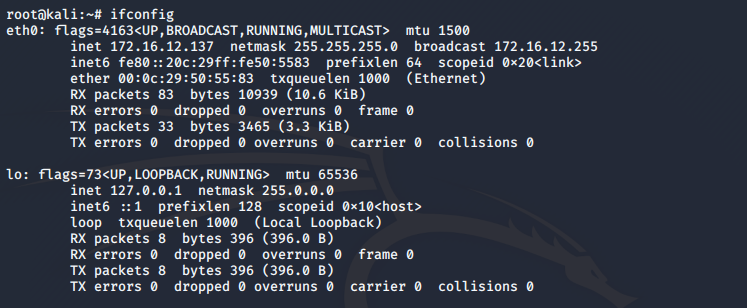 root@kali:~# ifconfig
eth0: flags=4163<UP,BROADCAST,RUNNING,MULTICAST>  mtu 1500
        inet 172.16.12.137  netmask 255.255.255.0  broadcast 172.16.12.255
        inet6 fe80::20c:29ff:fe50:5583  prefixlen 64  scopeid 0×20<link>
        ether 00:0c:29:50:55:83  txqueuelen 1000  (Ethernet)
        RX packets 83  bytes 10939 (10.6 KiB)
        RX errors 0  dropped 0  overruns 0  frame 0
        TX packets 33  bytes 3465 (3.3 KiB)
        TX errors 0  dropped 0 overruns 0  carrier 0  collisions 0

lo: flags=73<UP,LOOPBACK,RUNNING>  mtu 65536
        inet 127.0.0.1  netmask 255.0.0.0
        inet6 ::1  prefixlen 128  scopeid 0×10<host>
        loop  txqueuelen 1000  (Local Loopback)
        RX packets 8  bytes 396 (396.0 B)
        RX errors 0  dropped 0  overruns 0  frame 0
        TX packets 8  bytes 396 (396.0 B)
        TX errors 0  dropped 0 overruns 0  carrier 0  collisions 0